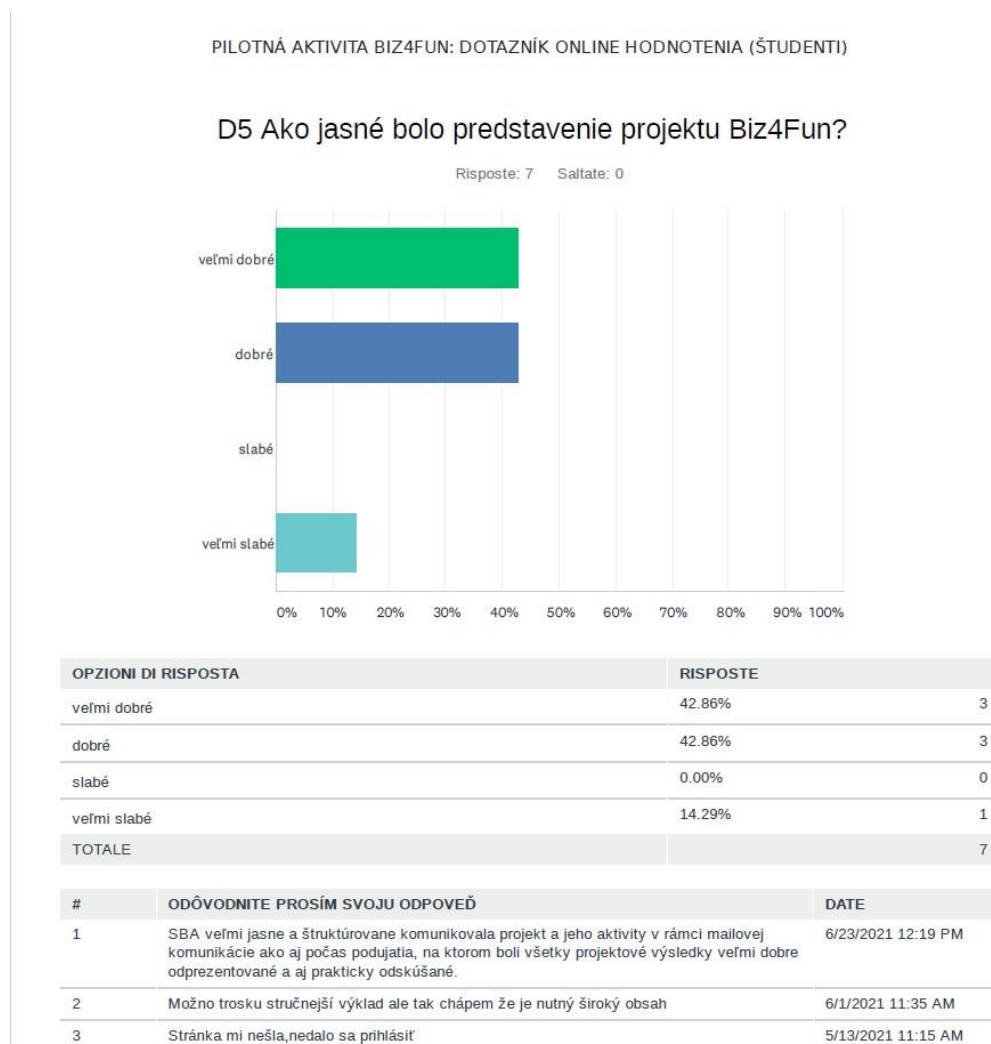 PILOTNÁ AKTIVITA BIZ4FUN: DOTAZNÍK ONLINE HODNOTENIA (ŠTUDENTI)
D5 Ako jasné bolo predstavenie projektu Biz4Fun?
Risposte: 7 Saltate: 0
veľmi dobré
dobré
slabé
veľmi slabé
0% 10% 20% 30% 40% 50% 60% 70% 80% 90% 100%
OPZIONI DI RISPOSTA RISPOSTE
veľmi dobré 42.86% 3
dobré 42.86% 3
slabé 0.00% 0
veľmi slabé 14.29% 1
TOTALE 7
# ODÔVODNITE PROSÍM SVOJU ODPOVEĎ DATE
1 SBA veľmi jasne a štruktúrovane komunikovala projekt a jeho aktivity v rámci mailovej 6/23/2021 12:19 PM
komunikácie ako aj počas podujatia, na ktorom boli všetky projektové výsledky veľmi dobre
odprezentované a aj prakticky odskúšané.
2 Možno trosku stručnejší výklad ale tak chápem že je nutný široký obsah 6/1/2021 11:35 AM
3 Stránka mi nešla,nedalo sa prihlásiť 5/13/2021 11:15 AM